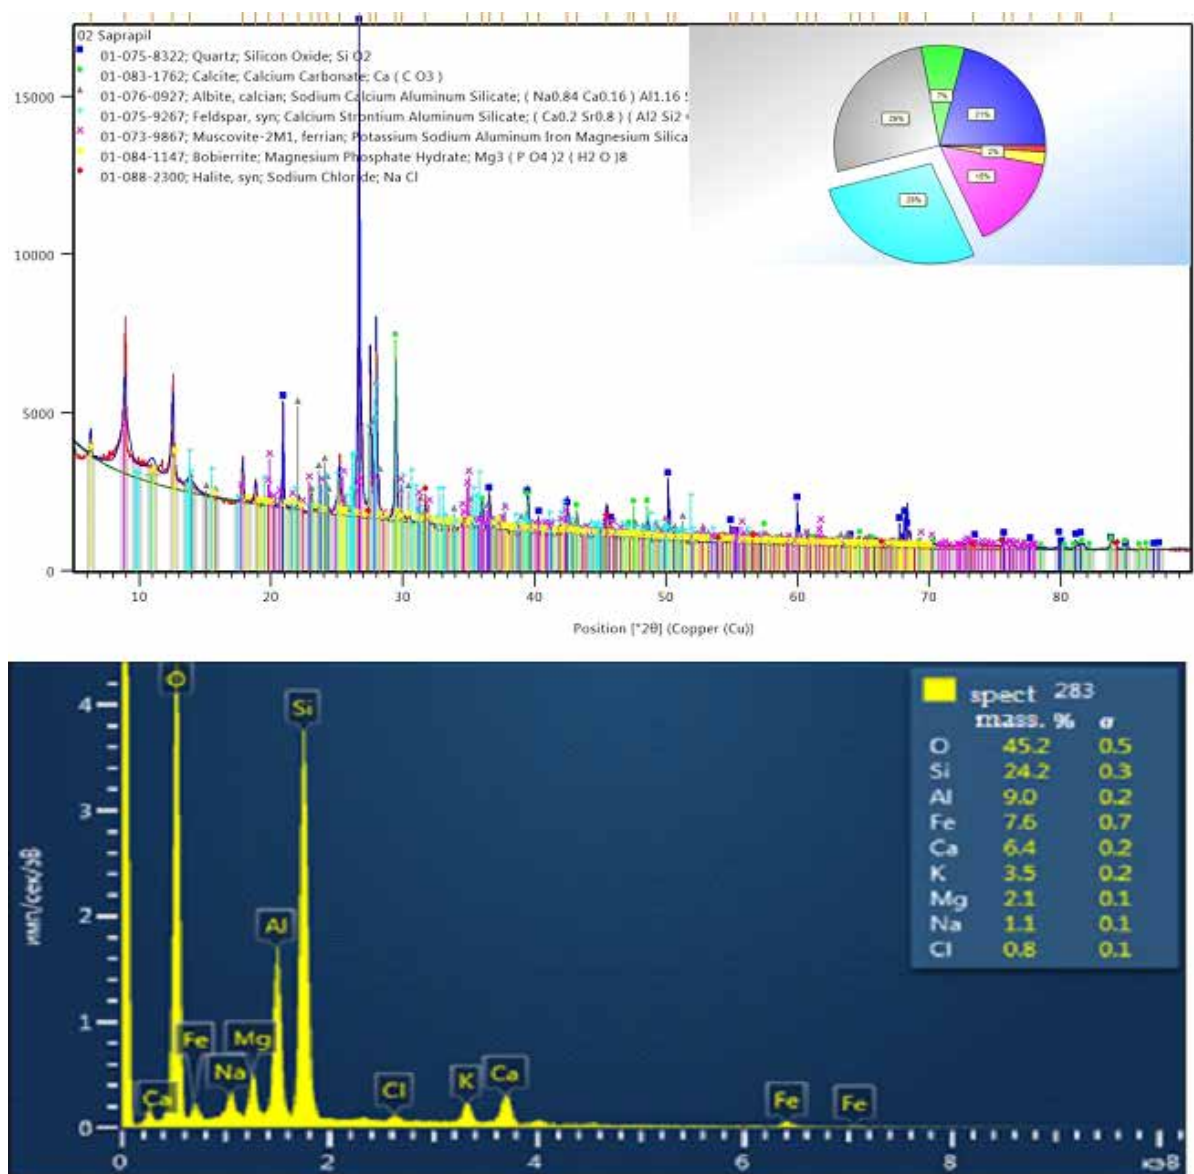 02 Saprapil
01-075-8322; Quartz; Silicon Oxide; Si O2
01-083-1762; Calcite; Calcium Carbonate; Ca ( C O3 )
01-076-0927; Albite, calcian; Sodium Calcium Aluminum Silicate; ( Na0.84 Ca0.16 ) Al1.16
01-075-9267; Feldspar, syn; Calcium Strontium Aluminum Silicate; ( Ca0.2 Sr0.8 ) ( Al2 Si2
01-073-9867; Muscovite-2M1, ferrian; Potassium Sodium Aluminum Iron Magnesium Silica
01-084-1147; Bobierrite; Magnesium Phosphate Hydrate; Mg3 ( P O4 )2 ( H2 O )8
01-088-2300; Halite, syn; Sodium Chloride; Na Cl
7%
2%
15000
10000
5000
0
10 20 30 40 50 60 70 80
Position [°2θ] (Copper (Cu))
spect 283
mass. % σ
O 45.2 0.5
Si 24.2 0.3
Al 9.0 0.2
Fe 7.6 0.7
Ca 6.4 0.2
K 3.5 0.2
Mg 2.1 0.1
Na 1.1 0.1
Cl 0.8 0.1
имп/сек/эВ
4
3
2
1
0
O
Si
Al
Fe
Mg
Na
Ca
Cl
K
Ca
Fe
Fe
0 2 4 6 8 кэВ